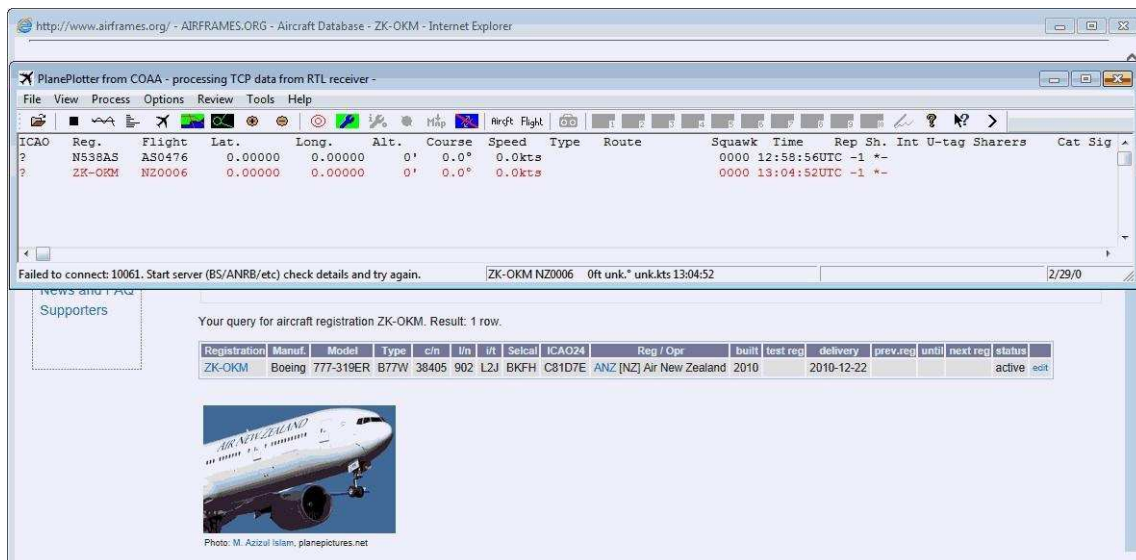 http://www.airframes.org/ - AIRFRAMES.ORG - Aircraft Database - ZK-OKM - Internet Explorer
PlanePlotter from COAA - processing TCP data from RTL receiver -
File View Process Options Review Tools Help
Aircft Flight
ICAO Reg. Flight Lat. Long. Alt. Course Speed Type Route Squawk Time Rep Sh. Int U-tag Sharers Cat Sig
? N538AS AS0476 0.00000 0.00000 0' 0.0° 0.0kts 0000 12:58:56UTC -1 *-
? ZK-OKM NZ0006 0.00000 0.00000 0' 0.0° 0.0kts 0000 13:04:52UTC -1 *-
Failed to connect: 10061. Start server (BS/ANRB/etc) check details and try again. ZK-OKM NZ0006 0ft unk.° unk.kts 13:04:52 2/29/0
News and FAQ
Supporters
Your query for aircraft registration ZK-OKM. Result: 1 row.
Registration Manuf. Model Type c/n l/n i/t Selcal ICAO24 Reg / Opr built test reg delivery prev.reg until next reg status
ZK-OKM Boeing 777-319ER B77W 38405 902 L2J BKFH C81D7E ANZ [NZ] Air New Zealand 2010 2010-12-22 active edit
AIR NEW ZEALAND
Photo: M. Azizul Islam, planepictures.net